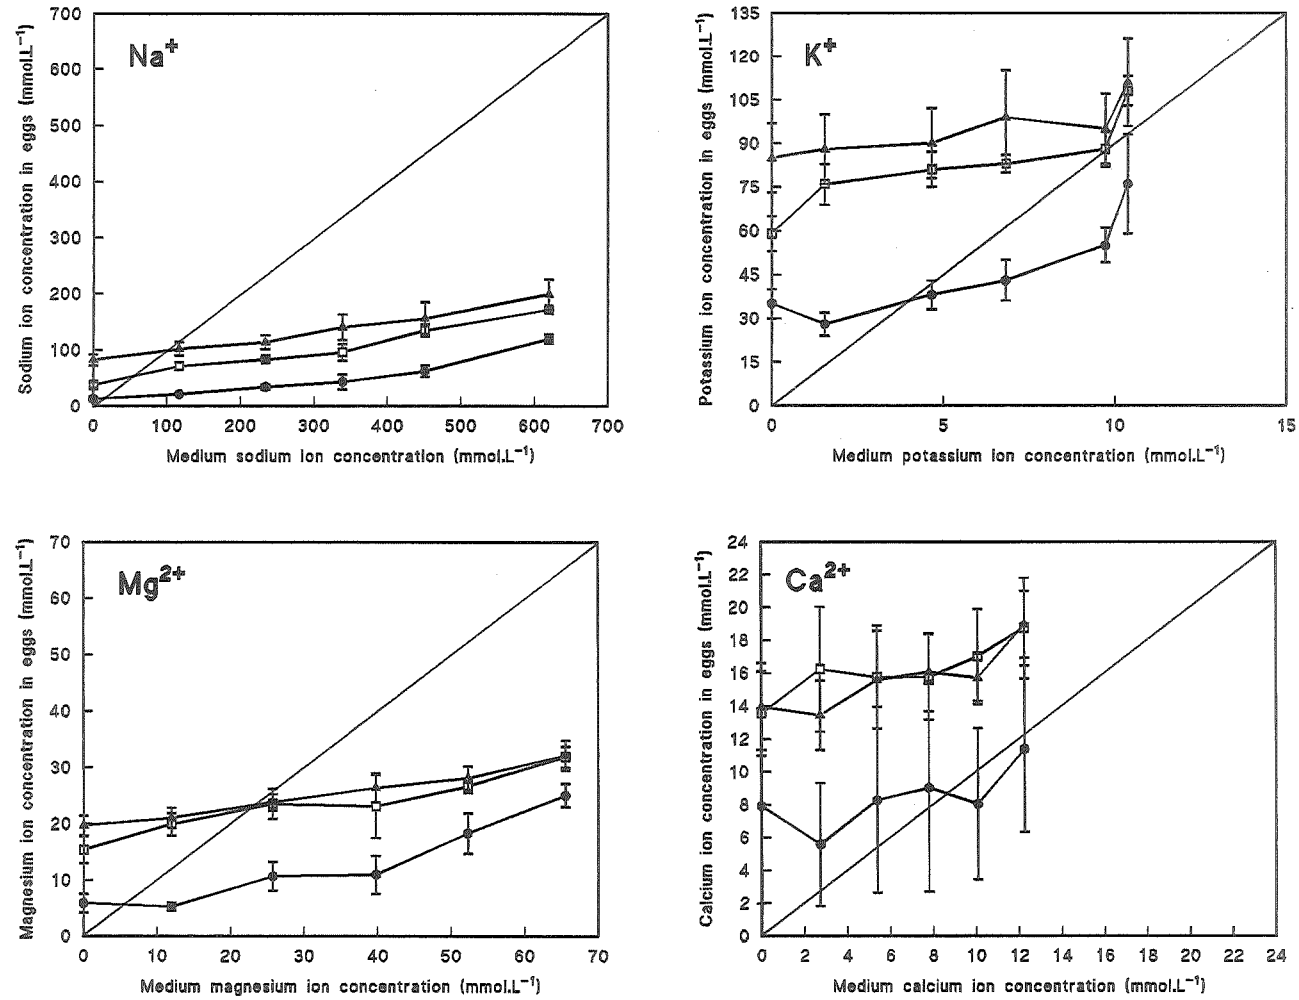 Na⁺
Sodium ion concentration in eggs (mmol.L⁻¹)
700
600
500
400
300
200
100
0
0 100 200 300 400 500 600 700
Medium sodium ion concentration (mmol.L⁻¹)
K⁺
Potassium ion concentration in eggs (mmol.L⁻¹)
135
120
105
90
75
60
45
30
15
0
0 5 10 15
Medium potassium ion concentration (mmol.L⁻¹)
Mg²⁺
Magnesium ion concentration in eggs (mmol.L⁻¹)
70
60
50
40
30
20
10
0
0 10 20 30 40 50 60 70
Medium magnesium ion concentration (mmol.L⁻¹)
Ca²⁺
Calcium ion concentration in eggs (mmol.L⁻¹)
24
22
20
18
16
14
12
10
8
6
4
2
0
0 2 4 6 8 10 12 14 16 18 20 22 24
Medium calcium ion concentration (mmol.L⁻¹)